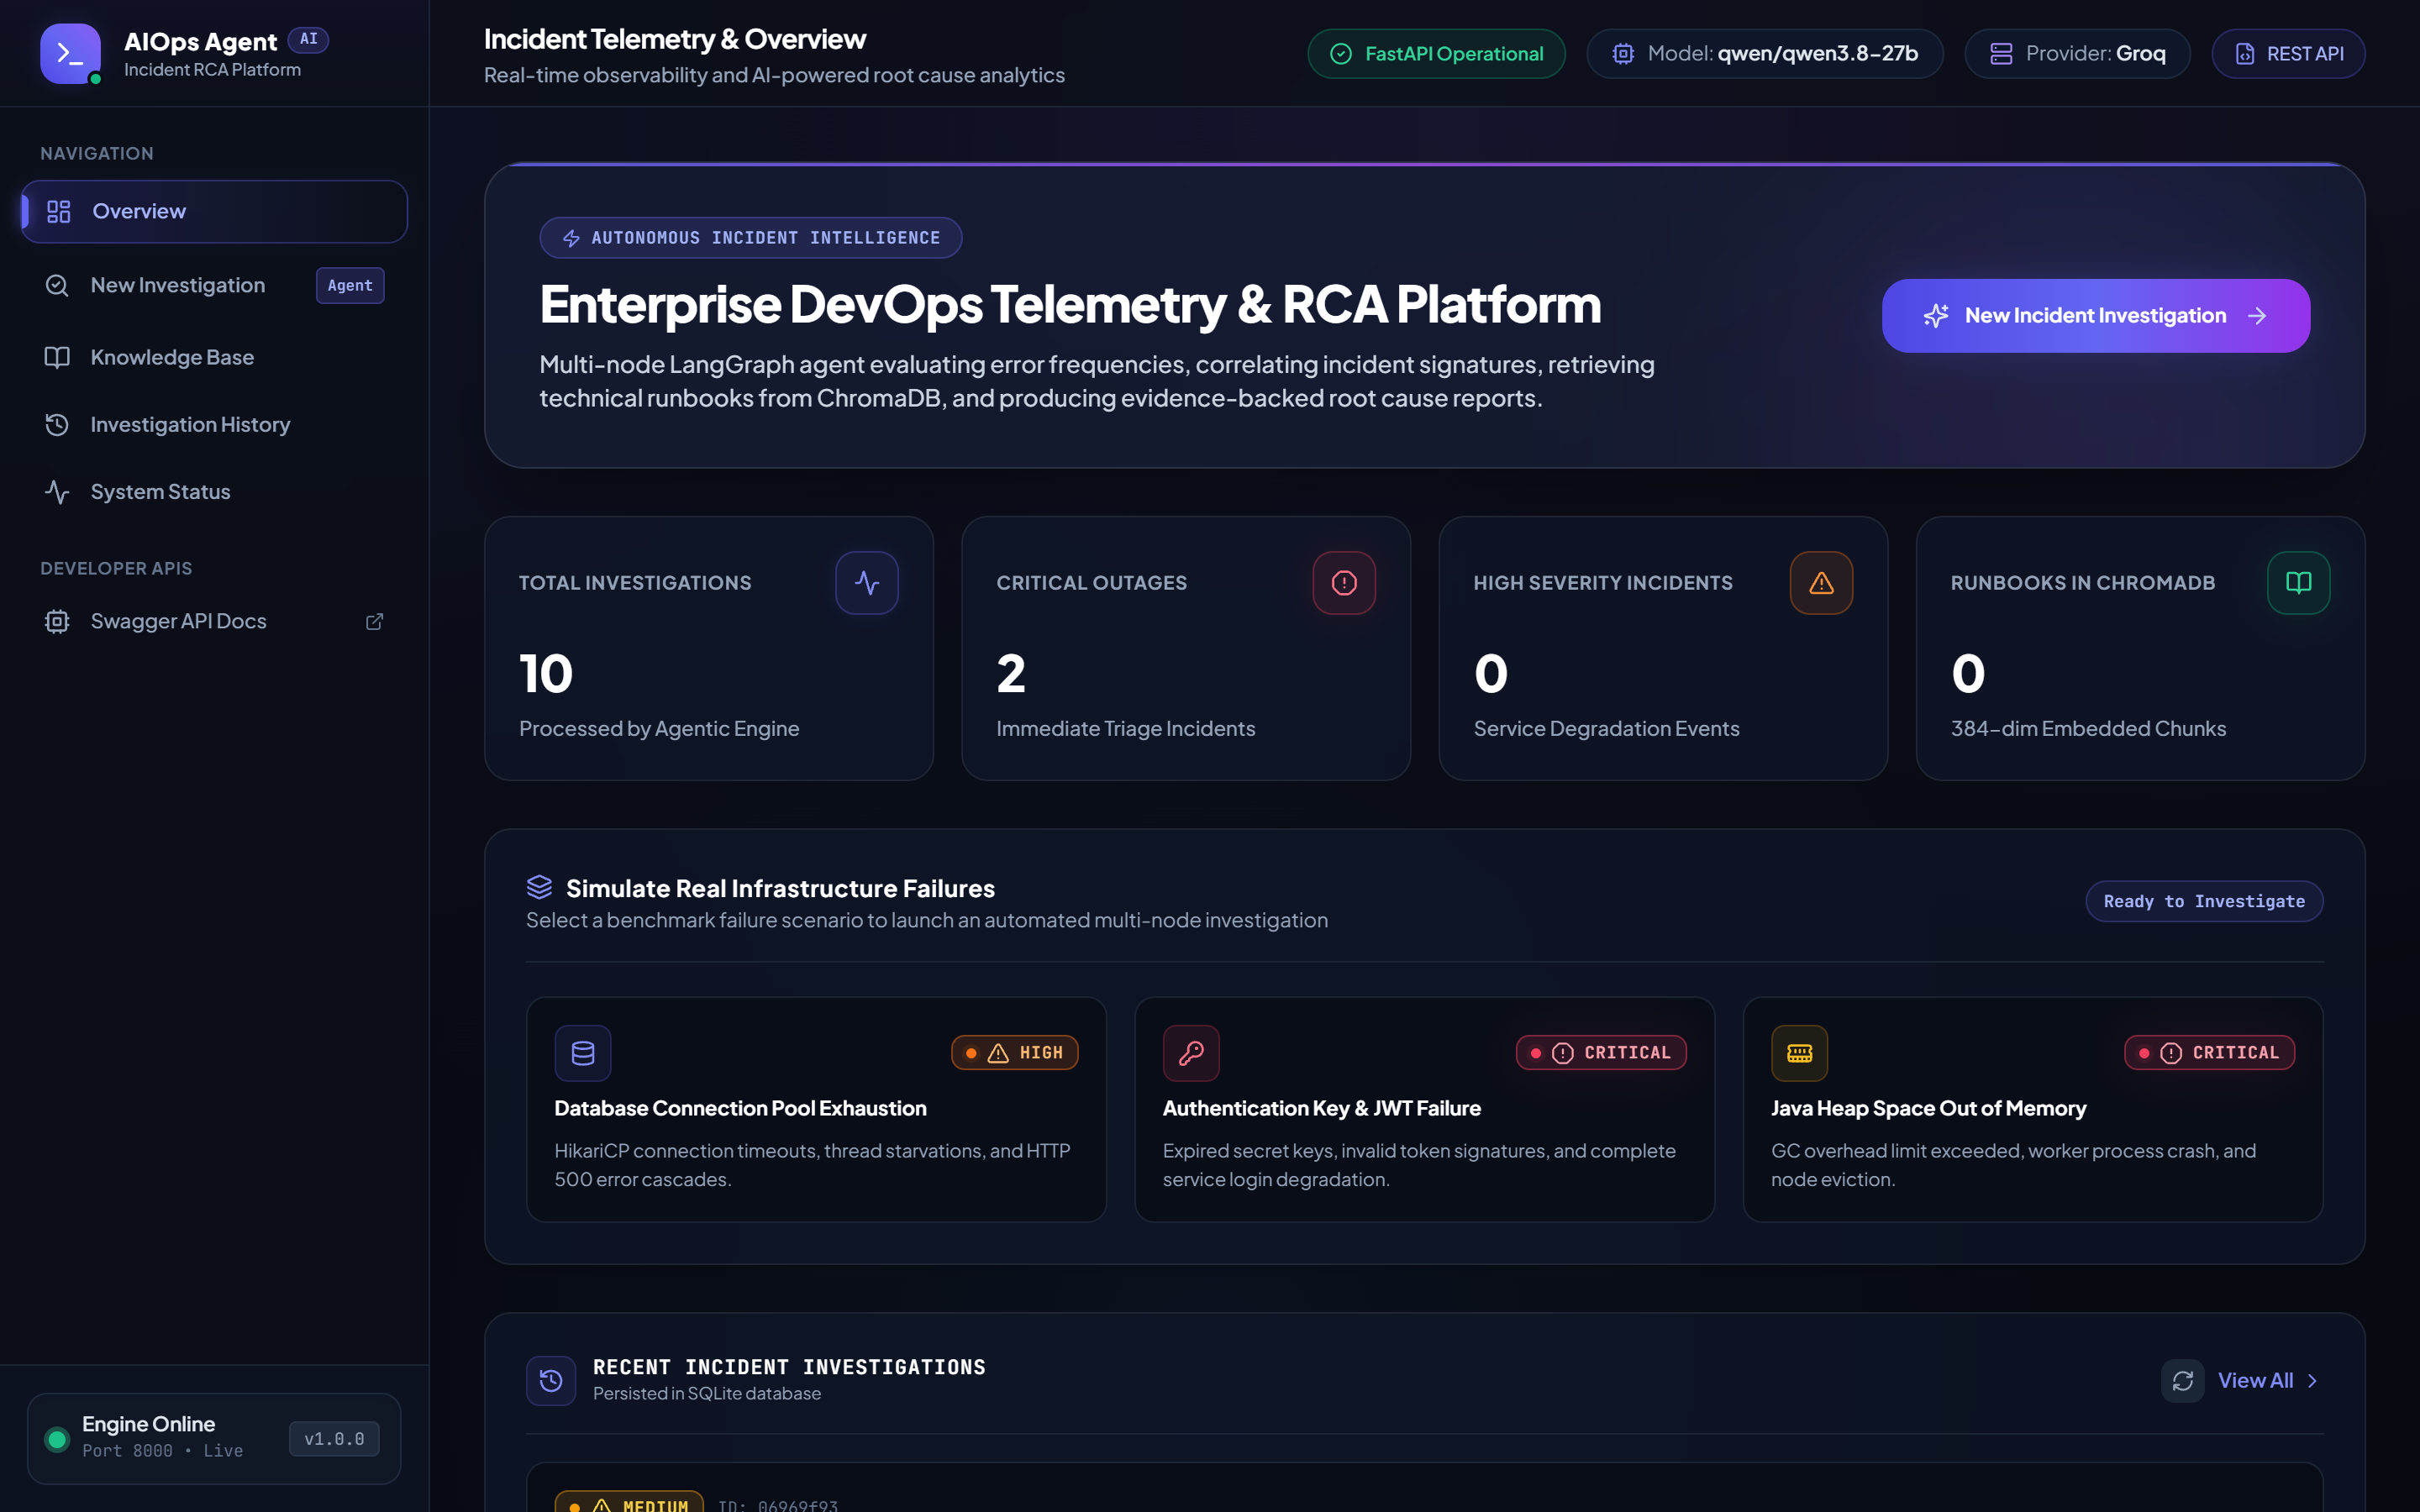 AIOps Agent AI
Incident RCA Platform
NAVIGATION
Overview
New Investigation Agent
Knowledge Base
Investigation History
System Status
DEVELOPER APIS
Swagger API Docs
Engine Online
Port 8000 • Live
v1.0.0
Incident Telemetry & Overview
Real-time observability and AI-powered root cause analytics
FastAPI Operational
Model: qwen/qwen3.8-27b
Provider: Groq
REST API
AUTONOMOUS INCIDENT INTELLIGENCE
Enterprise DevOps Telemetry & RCA Platform
Multi-node LangGraph agent evaluating error frequencies, correlating incident signatures, retrieving
technical runbooks from ChromaDB, and producing evidence-backed root cause reports.
New Incident Investigation
TOTAL INVESTIGATIONS
10
Processed by Agentic Engine
CRITICAL OUTAGES
2
Immediate Triage Incidents
HIGH SEVERITY INCIDENTS
0
Service Degradation Events
RUNBOOKS IN CHROMADB
0
384-dim Embedded Chunks
Simulate Real Infrastructure Failures
Select a benchmark failure scenario to launch an automated multi-node investigation
Ready to Investigate
HIGH
Database Connection Pool Exhaustion
HikariCP connection timeouts, thread starvations, and HTTP
500 error cascades.
CRITICAL
Authentication Key & JWT Failure
Expired secret keys, invalid token signatures, and complete
service login degradation.
CRITICAL
Java Heap Space Out of Memory
GC overhead limit exceeded, worker process crash, and
node eviction.
RECENT INCIDENT INVESTIGATIONS
Persisted in SQLite database
View All
MEDIUM ID: 06969f93